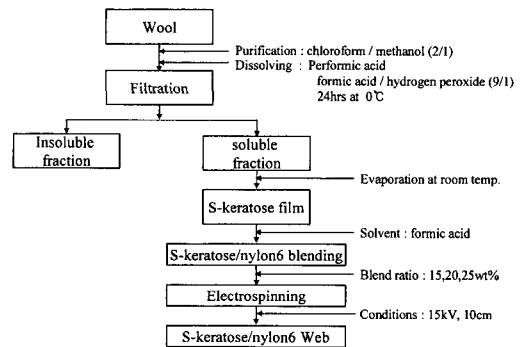 Wool
Purification : chloroform / methanol (2/1)
Dissolving : Performic acid
formic acid / hydrogen peroxide (9/1)
24hrs at 0℃
Filtration
Insoluble
fraction
soluble
fraction
Evaporation at room temp.
S-keratose film
Solvent : formic acid
S-keratose/nylon6 blending
Blend ratio : 15,20,25wt%
Electrospinning
Conditions : 15kV, 10cm
S-keratose/nylon6 Web